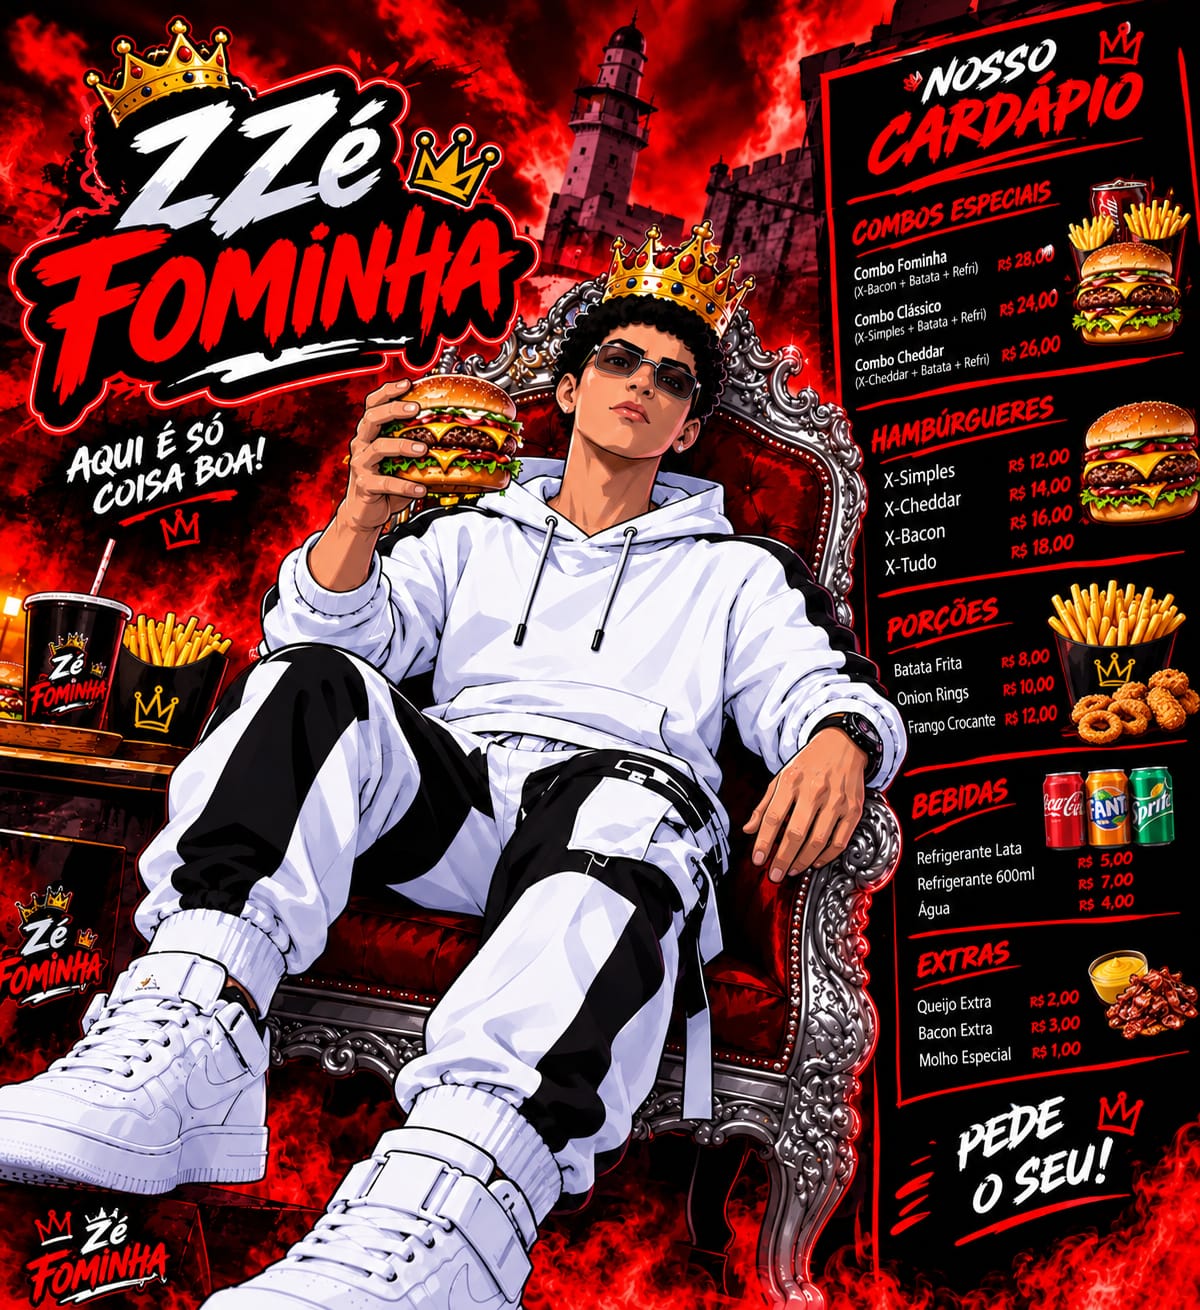 ZZé
FOMINHA
AQUI É SÓ
COISA BOA!
Zé
FOMINHA
Zé
FOMINHA
Zé
FOMINHA
NOSSO
CARDÁPIO
COMBOS ESPECIAIS
Combo Fominha R$ 28,00
(X-Bacon + Batata + Refri)
Combo Clássico R$ 24,00
(X-Simples + Batata + Refri)
Combo Cheddar R$ 26,00
(X-Cheddar + Batata + Refri)
HAMBÚRGUERES
X-Simples R$ 12,00
X-Cheddar R$ 14,00
X-Bacon R$ 16,00
X-Tudo R$ 18,00
PORÇÕES
Batata Frita R$ 8,00
Onion Rings R$ 10,00
Frango Crocante R$ 12,00
BEBIDAS
Coca-Co
FANT
Sprite
Refrigerante Lata R$ 5,00
Refrigerante 600ml R$ 7,00
Água R$ 4,00
EXTRAS
Queijo Extra R$ 2,00
Bacon Extra R$ 3,00
Molho Especial R$ 1,00
PEDE
O SEU!